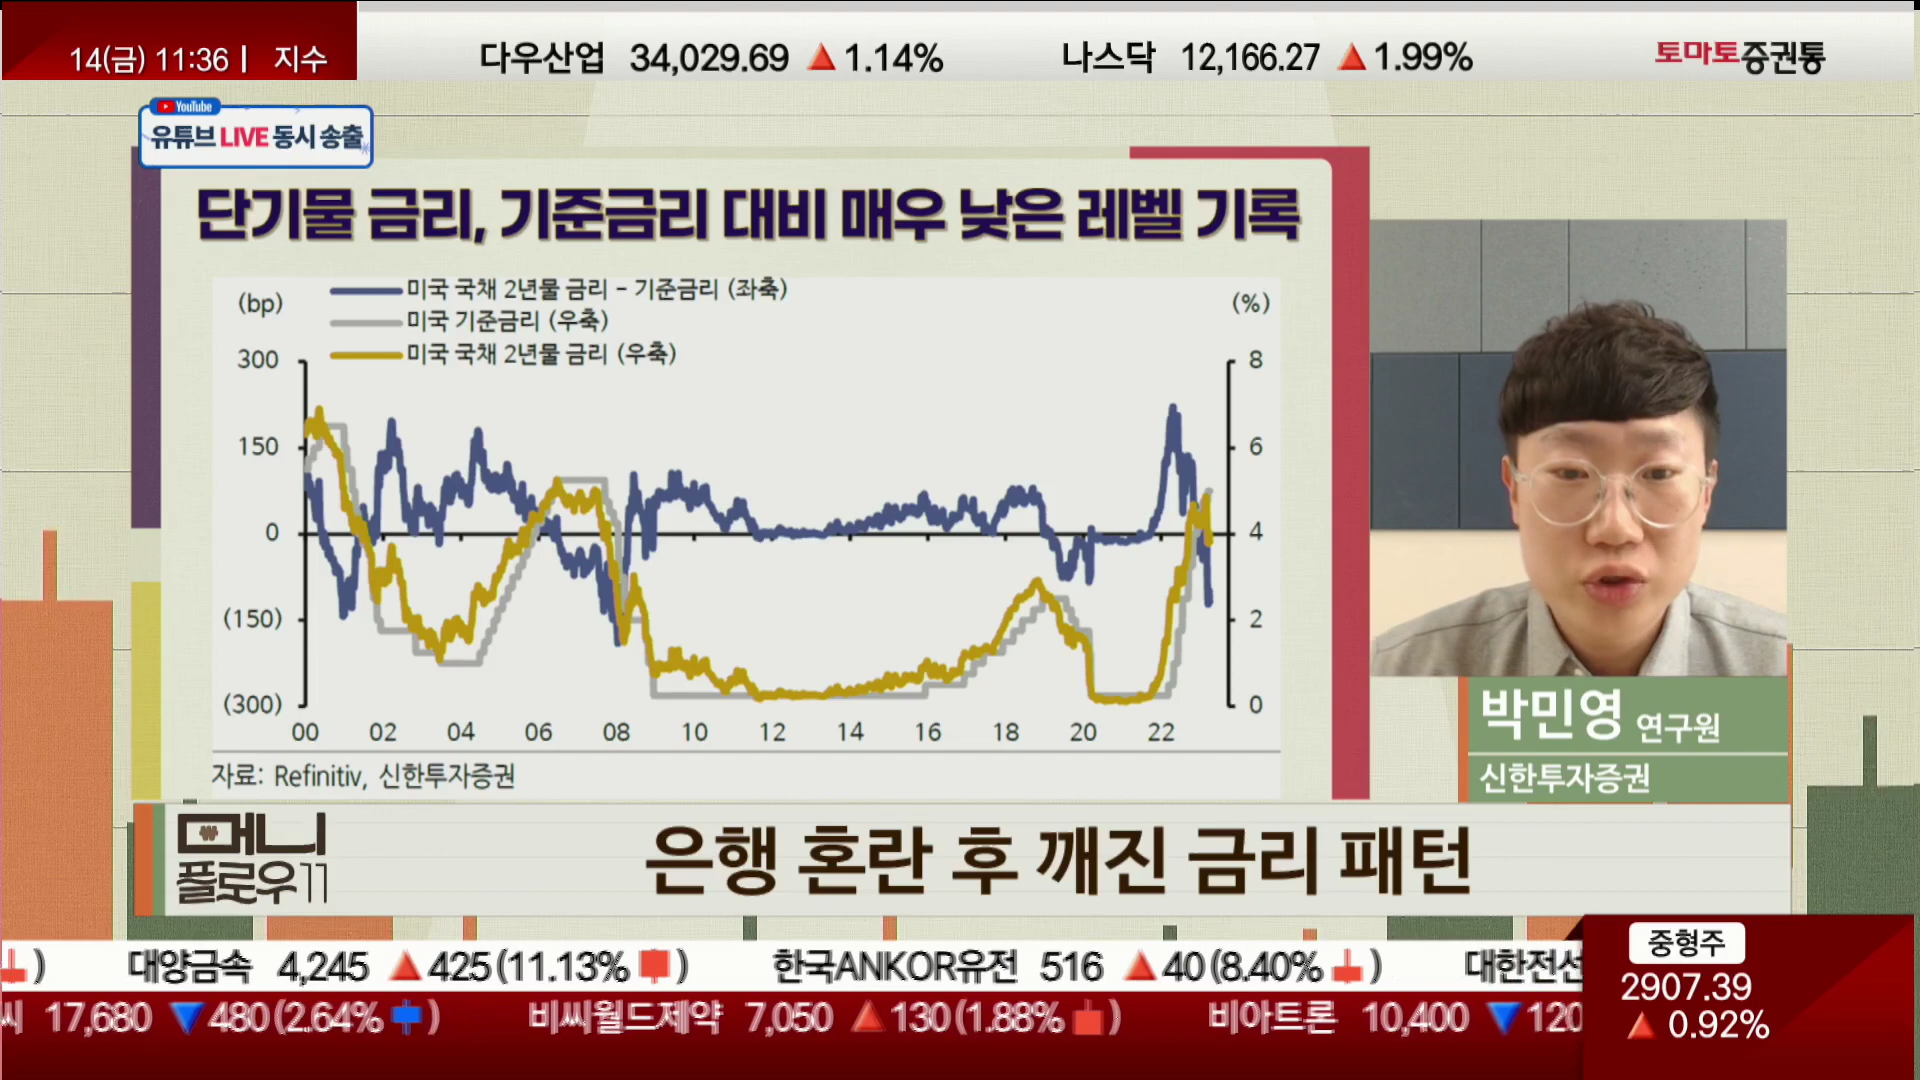 14(금) 11:36 | 지수
다우산업 34,029.69 ▲ 1.14%
나스닥 12,166.27 ▲ 1.99%
토마토증권통
YouTube
유튜브 LIVE 동시 송출
단기물 금리, 기준금리 대비 매우 낮은 레벨 기록
(bp)
(%)
미국 국채 2년물 금리 - 기준금리 (좌축)
미국 기준금리 (우축)
미국 국채 2년물 금리 (우축)
300
150
0
(150)
(300)
8
6
4
2
0
00 02 04 06 08 10 12 14 16 18 20 22
자료: Refinitiv, 신한투자증권
박민영 연구원
신한투자증권
머니
플로우
은행 혼란 후 깨진 금리 패턴
) 대양금속 4,245 ▲ 425 (11.13% ) 한국ANKOR유전 516 ▲ 40 (8.40% ) 대한전선
씨 17,680 ▼ 480 (2.64% ) 비씨월드제약 7,050 ▲ 130 (1.88% ) 비아트론 10,400 ▼ 120
중형주
2907.39
▲ 0.92%